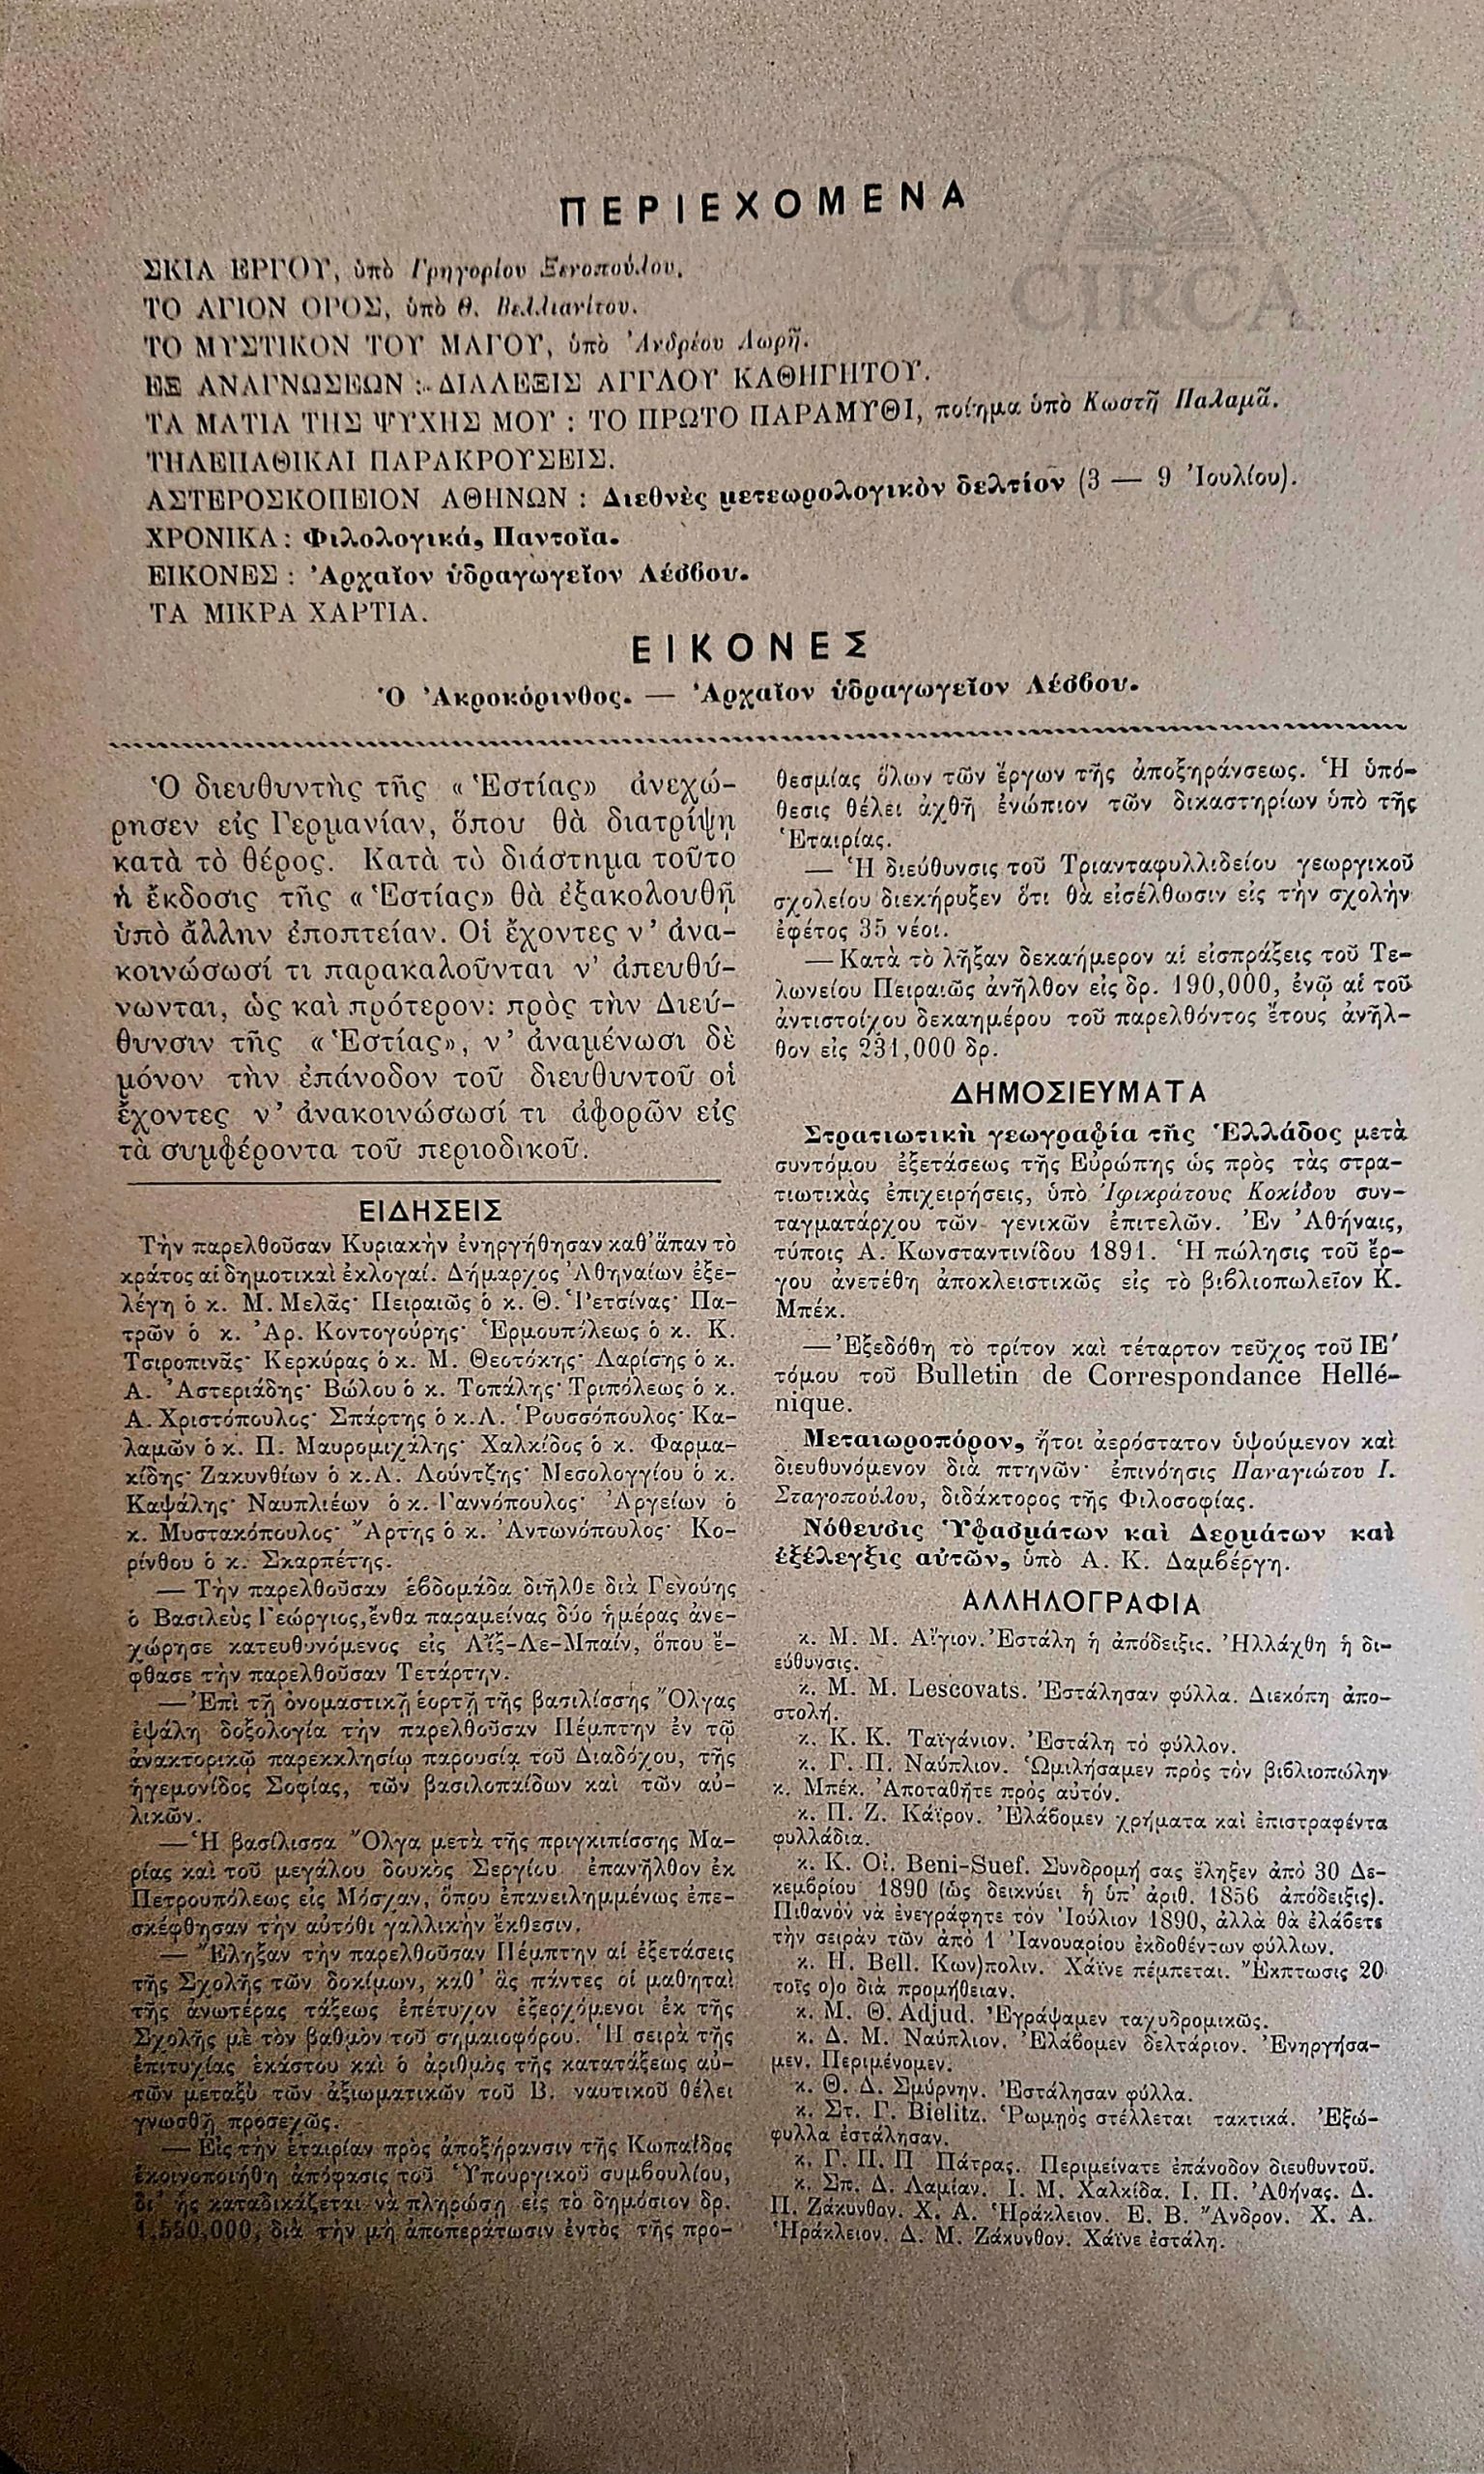 CIRCA
ΠΕΡΙΕΧΟΜΕΝΑ
ΣΚΙΑ ΕΡΓΟΥ, ὑπὸ Γρηγορίου Ξενοπούλου.
ΤΟ ΑΓΙΟΝ ΟΡΟΣ, ὑπὸ Θ. Βελλιανίτου.
ΤΟ ΜΥΣΤΙΚΟΝ ΤΟΥ ΜΑΓΟΥ, ὑπὸ Ἀνδρέου Λωρῆ.
ΕΞ ΑΝΑΓΝΩΣΕΩΝ : ΔΙΑΛΕΞΙΣ ΑΓΓΛΟΥ ΚΑΘΗΓΗΤΟΥ.
ΤΑ ΜΑΤΙΑ ΤΗΣ ΨΥΧΗΣ ΜΟΥ : ΤΟ ΠΡΩΤΟ ΠΑΡΑΜΥΘΙ, ποίημα ὑπὸ Κωστῆ Παλαμᾶ.
ΤΗΛΕΠΑΘΙΚΑΙ ΠΑΡΑΚΡΟΥΣΕΙΣ.
ΑΣΤΕΡΟΣΚΟΠΕΙΟΝ ΑΘΗΝΩΝ : Διεθνὲς μετεωρολογικὸν δελτίον (3 — 9 Ἰουλίου).
ΧΡΟΝΙΚΑ : Φιλολογικά, Παντοῖα.
ΕΙΚΟΝΕΣ : Ἀρχαῖον ὑδραγωγεῖον Λέσβου.
ΤΑ ΜΙΚΡΑ ΧΑΡΤΙΑ.
ΕΙΚΟΝΕΣ
Ὁ Ἀκροκόρινθος. — Ἀρχαῖον ὑδραγωγεῖον Λέσβου.
Ὁ διευθυντὴς τῆς « Ἑστίας» ἀνεχώ-
ρησεν εἰς Γερμανίαν, ὅπου θὰ διατρίψῃ
κατὰ τὸ θέρος. Κατὰ τὸ διάστημα τοῦτο
ἡ ἔκδοσις τῆς « Ἑστίας» θὰ ἐξακολουθῇ
ὑπὸ ἄλλην ἐποπτείαν. Οἱ ἔχοντες ν' ἀνα-
κοινώσωσί τι παρακαλοῦνται ν' ἀπευθύ-
νωνται, ὡς καὶ πρότερον: πρὸς τὴν Διεύ-
θυνσιν τῆς « Ἑστίας», ν' ἀναμένωσι δὲ
μόνον τὴν ἐπάνοδον τοῦ διευθυντοῦ οἱ
ἔχοντες ν' ἀνακοινώσωσί τι ἀφορῶν εἰς
τὰ συμφέροντα τοῦ περιοδικοῦ.
ΕΙΔΗΣΕΙΣ
Τὴν παρελθοῦσαν Κυριακὴν ἐνηργήθησαν καθ' ἅπαν τὸ
κράτος αἱ δημοτικαὶ ἐκλογαί. Δήμαρχος Ἀθηναίων ἐξε-
λέγη ὁ κ. Μ. Μελᾶς· Πειραιῶς ὁ κ. Θ. Ῥετσίνας· Πα-
τρῶν ὁ κ. Ἀρ. Κοντογούρης· Ἑρμουπόλεως ὁ κ. Κ.
Τσιροπινᾶς· Κερκύρας ὁ κ. Μ. Θεοτόκης· Λαρίσης ὁ κ.
Α. Ἀστεριάδης· Βώλου ὁ κ. Τοπάλης· Τριπόλεως ὁ κ.
Α. Χριστόπουλος· Σπάρτης ὁ κ. Λ. Ῥουσσόπουλος· Κα-
λαμῶν ὁ κ. Π. Μαυρομιχάλης· Χαλκίδος ὁ κ. Φαρμα-
κίδης· Ζακυνθίων ὁ κ. Λ. Λούντζης· Μεσολογγίου ὁ κ.
Καψάλης· Ναυπλιέων ὁ κ. Γαννόπουλος· Ἀργείων ὁ
κ. Μυστακόπουλος· Ἄρτης ὁ κ. Ἀντωνόπουλος· Κο-
ρίνθου ὁ κ. Σκαρπέτης.
— Τὴν παρελθοῦσαν ἑβδομάδα διῆλθε διὰ Γενούης
ὁ Βασιλεὺς Γεώργιος, ἔνθα παραμείνας δύο ἡμέρας ἀνε-
χώρησε κατευθυνόμενος εἰς Αἲξ-Λε-Μπαίν, ὅπου ἔ-
φθασε τὴν παρελθοῦσαν Τετάρτην.
— Ἐπὶ τῇ ὀνομαστικῇ ἑορτῇ τῆς βασιλίσσης Ὄλγας
ἐψάλη δοξολογία τὴν παρελθοῦσαν Πέμπτην ἐν τῷ
ἀνακτορικῷ παρεκκλησίῳ παρουσίᾳ τοῦ Διαδόχου, τῆς
ἡγεμονίδος Σοφίας, τῶν βασιλοπαίδων καὶ τῶν αὐ-
λικῶν.
— Ἡ βασίλισσα Ὄλγα μετὰ τῆς πριγκιπίσσης Μα-
ρίας καὶ τοῦ μεγάλου δουκὸς Σεργίου ἐπανῆλθον ἐκ
Πετρουπόλεως εἰς Μόσχαν, ὅπου ἐπανειλημμένως ἐπε-
σκέφθησαν τὴν αὐτόθι γαλλικὴν ἔκθεσιν.
— Ἔληξαν τὴν παρελθοῦσαν Πέμπτην αἱ ἐξετάσεις
τῆς Σχολῆς τῶν δοκίμων, καθ' ἃς πάντες οἱ μαθηταὶ
τῆς ἀνωτέρας τάξεως ἐπέτυχον ἐξερχόμενοι ἐκ τῆς
Σχολῆς μὲ τὸν βαθμὸν τοῦ σημαιοφόρου. Ἡ σειρὰ τῆς
ἐπιτυχίας ἑκάστου καὶ ὁ ἀριθμὸς τῆς κατατάξεως αὐ-
τῶν μεταξὺ τῶν ἀξιωματικῶν τοῦ Β. ναυτικοῦ θέλει
γνωσθῇ προσεχῶς.
— Εἰς τὴν ἑταιρίαν πρὸς ἀποξήρανσιν τῆς Κωπαΐδος
ἐκοινοποιήθη ἀπόφασις τοῦ Ὑπουργικοῦ συμβουλίου,
δι' ἧς καταδικάζεται νὰ πληρώσῃ εἰς τὸ δημόσιον δρ.
1,550,000, διὰ τὴν μὴ ἀποπεράτωσιν ἐντὸς τῆς προ-
θεσμίας ὅλων τῶν ἔργων τῆς ἀποξηράνσεως. Ἡ ὑπό-
θεσις θέλει ἀχθῆ ἐνώπιον τῶν δικαστηρίων ὑπὸ τῆς
Ἑταιρίας.
— Ἡ διεύθυνσις τοῦ Τριανταφυλλιδείου γεωργικοῦ
σχολείου διεκήρυξεν ὅτι θὰ εἰσέλθωσιν εἰς τὴν σχολὴν
ἐφέτος 35 νέοι.
— Κατὰ τὸ λῆξαν δεκαήμερον αἱ εἰσπράξεις τοῦ Τε-
λωνείου Πειραιῶς ἀνῆλθον εἰς δρ. 190,000, ἐνῷ αἱ τοῦ
ἀντιστοίχου δεκαημέρου τοῦ παρελθόντος ἔτους ἀνῆλ-
θον εἰς 231,000 δρ.
ΔΗΜΟΣΙΕΥΜΑΤΑ
Στρατιωτικὴ γεωγραφία τῆς Ἑλλάδος μετὰ
συντόμου ἐξετάσεως τῆς Εὐρώπης ὡς πρὸς τὰς στρα-
τιωτικὰς ἐπιχειρήσεις, ὑπὸ Ἰφικράτους Κοκίδου συν-
ταγματάρχου τῶν γενικῶν ἐπιτελῶν. Ἐν Ἀθήναις,
τύποις Α. Κωνσταντινίδου 1891. Ἡ πώλησις τοῦ ἔρ-
γου ἀνετέθη ἀποκλειστικῶς εἰς τὸ βιβλιοπωλεῖον Κ.
Μπέκ.
— Ἐξεδόθη τὸ τρίτον καὶ τέταρτον τεῦχος τοῦ ΙΕ΄
τόμου τοῦ Bulletin de Correspondance Hellé-
nique.
Μεταιωροπόρον, ἤτοι ἀερόστατον ὑψούμενον καὶ
διευθυνόμενον διὰ πτηνῶν· ἐπινόησις Παναγιώτου Ι.
Σταγοπούλου, διδάκτορος τῆς Φιλοσοφίας.
Νόθευσις Ὑφασμάτων καὶ Δερμάτων καὶ
ἐξέλεγξις αὐτῶν, ὑπὸ Α. Κ. Δαμβέργη.
ΑΛΛΗΛΟΓΡΑΦΙΑ
κ. Μ. Μ. Αἴγιον. Ἐστάλη ἡ ἀπόδειξις. Ἠλλάχθη ἡ δι-
εύθυνσις.
κ. Μ. Μ. Lescovats. Ἐστάλησαν φύλλα. Διεκόπη ἀπο-
στολή.
κ. Κ. Κ. Ταϊγάνιον. Ἐστάλη τὸ φύλλον.
κ. Γ. Π. Ναύπλιον. Ὡμιλήσαμεν πρὸς τὸν βιβλιοπώλην
κ. Μπέκ. Ἀποταθῆτε πρὸς αὐτόν.
κ. Π. Ζ. Κάϊρον. Ἐλάβομεν χρήματα καὶ ἐπιστραφέντα
φυλλάδια.
κ. Κ. Οἰ. Beni-Suef. Συνδρομή σας ἔληξεν ἀπὸ 30 Δε-
κεμβρίου 1890 (ὡς δεικνύει ἡ ὑπ' ἀριθ. 1856 ἀπόδειξις).
Πιθανὸν νὰ ἐνεγράφητε τὸν Ἰούλιον 1890, ἀλλὰ θὰ ἐλάβετε
τὴν σειρὰν τῶν ἀπὸ 1 Ἰανουαρίου ἐκδοθέντων φύλλων.
κ. H. Bell. Κων)πολιν. Χάϊνε πέμπεται. Ἔκπτωσις 20
τοῖς ο)ο διὰ προμήθειαν.
κ. Μ. Θ. Adjud. Ἐγράψαμεν ταχυδρομικῶς.
κ. Δ. Μ. Ναύπλιον. Ἐλάβομεν δελτάριον. Ἐνηργήσα-
μεν. Περιμένομεν.
κ. Θ. Δ. Σμύρνην. Ἐστάλησαν φύλλα.
κ. Στ. Γ. Bielitz. Ῥωμηὸς στέλλεται τακτικά. Ἐξώ-
φυλλα ἐστάλησαν.
κ. Γ. Π. Π Πάτρας. Περιμείνατε ἐπάνοδον διευθυντοῦ.
κ. Σπ. Δ. Λαμίαν. Ι. Μ. Χαλκίδα. Ι. Π. Ἀθήνας. Δ.
Π. Ζάκυνθον. Χ. Α. Ἡράκλειον. Ε. Β. Ἄνδρον. Χ. Α.
Ἡράκλειον. Δ. Μ. Ζάκυνθον. Χάϊνε ἐστάλη.